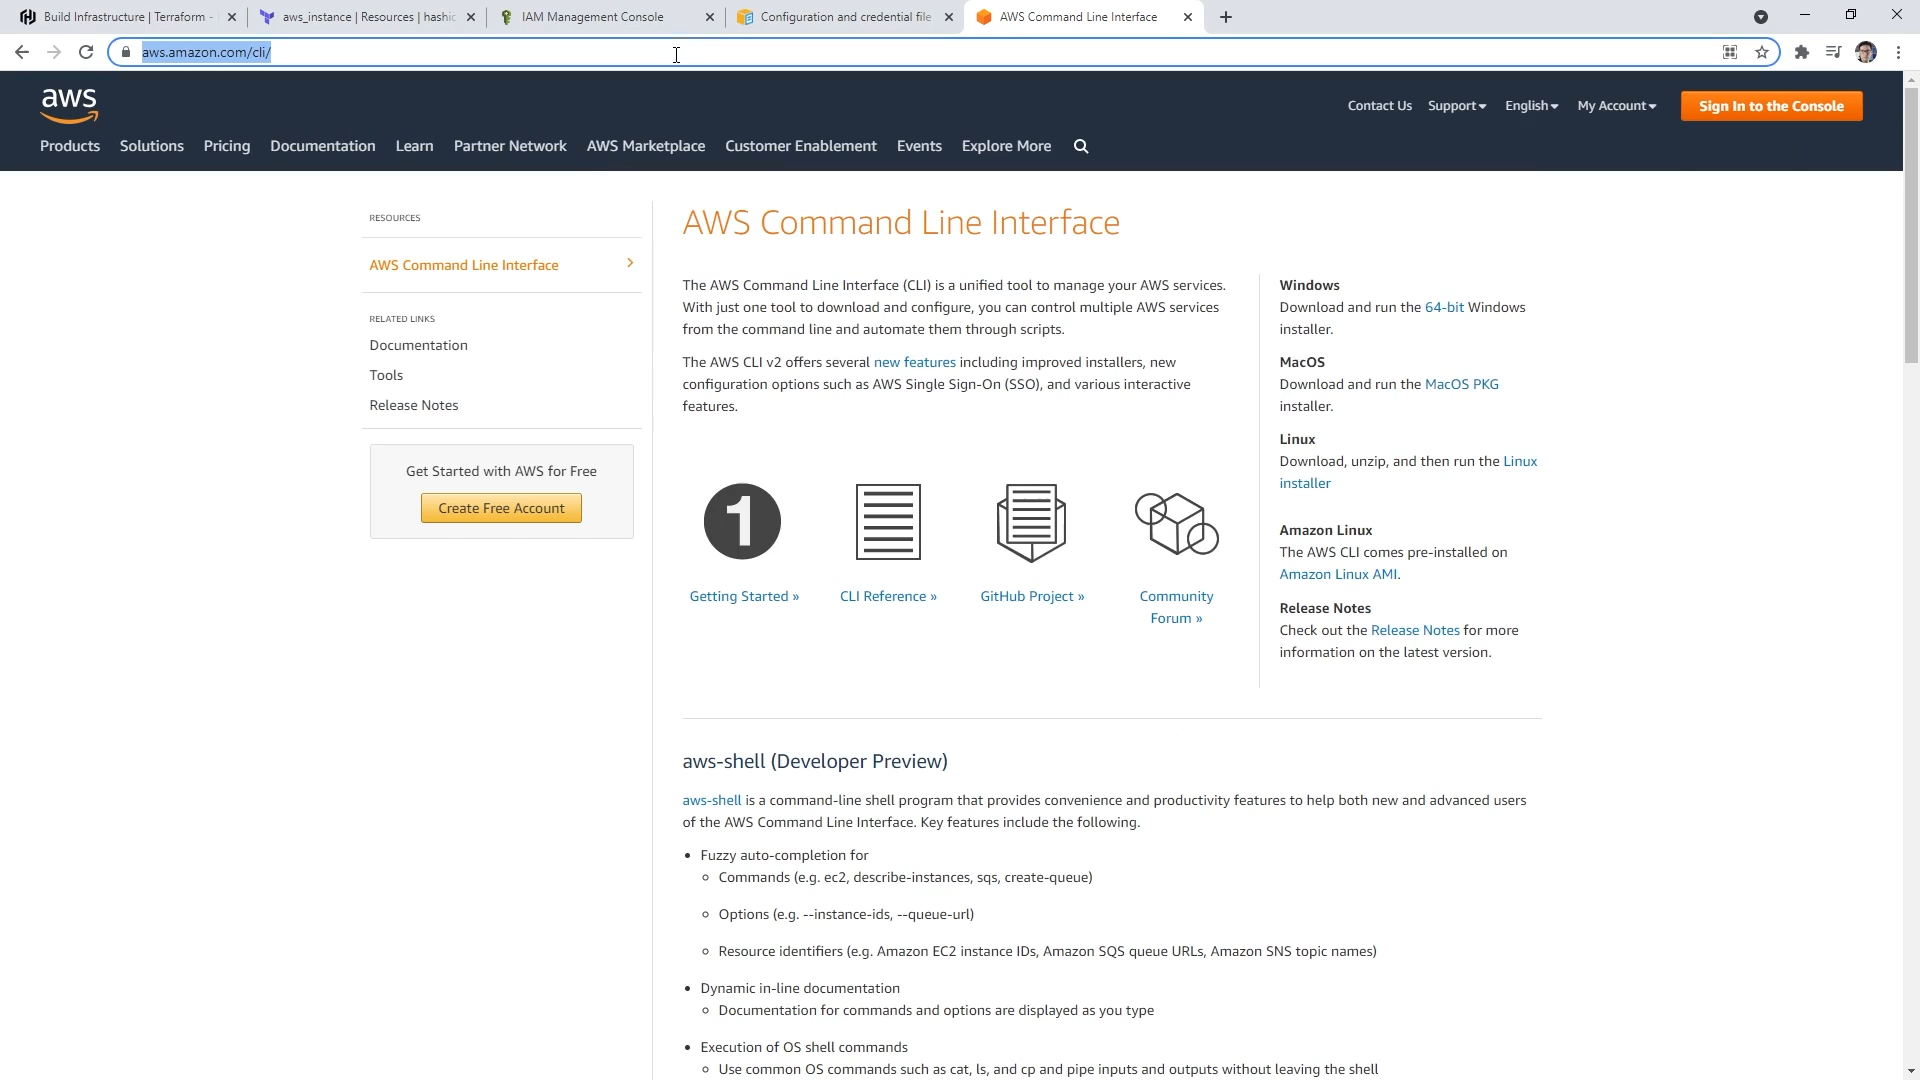 Build Infrastructure | Terraform -
aws_instance | Resources | hashic
IAM Management Console
Configuration and credential file
AWS Command Line Interface
aws.amazon.com/cli/
aws
Contact Us Support English My Account Sign In to the Console
Products Solutions Pricing Documentation Learn Partner Network AWS Marketplace Customer Enablement Events Explore More
RESOURCES
AWS Command Line Interface
RELATED LINKS
Documentation
Tools
Release Notes
Get Started with AWS for Free
Create Free Account
AWS Command Line Interface
The AWS Command Line Interface (CLI) is a unified tool to manage your AWS services.
With just one tool to download and configure, you can control multiple AWS services
from the command line and automate them through scripts.
The AWS CLI v2 offers several new features including improved installers, new
configuration options such as AWS Single Sign-On (SSO), and various interactive
features.
1
Getting Started »
CLI Reference »
GitHub Project »
Community
Forum »
Windows
Download and run the 64-bit Windows
installer.
MacOS
Download and run the MacOS PKG
installer.
Linux
Download, unzip, and then run the Linux
installer
Amazon Linux
The AWS CLI comes pre-installed on
Amazon Linux AMI.
Release Notes
Check out the Release Notes for more
information on the latest version.
aws-shell (Developer Preview)
aws-shell is a command-line shell program that provides convenience and productivity features to help both new and advanced users
of the AWS Command Line Interface. Key features include the following.
• Fuzzy auto-completion for
Commands (e.g. ec2, describe-instances, sqs, create-queue)
Options (e.g. --instance-ids, --queue-url)
Resource identifiers (e.g. Amazon EC2 instance IDs, Amazon SQS queue URLs, Amazon SNS topic names)
• Dynamic in-line documentation
Documentation for commands and options are displayed as you type
• Execution of OS shell commands
Use common OS commands such as cat, ls, and cp and pipe inputs and outputs without leaving the shell